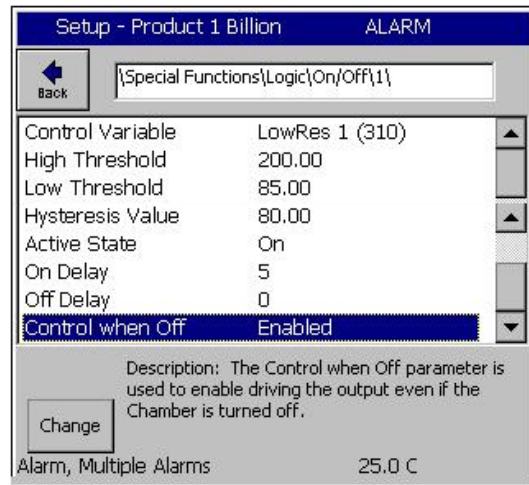 Setup - Product 1 Billion ALARM
Back
\Special Functions\Logic\On/Off\1\
Control Variable LowRes 1 (310)
High Threshold 200.00
Low Threshold 85.00
Hysteresis Value 80.00
Active State On
On Delay 5
Off Delay 0
Control when Off Enabled
Description: The Control when Off parameter is
used to enable driving the output even if the
Chamber is turned off.
Change
Alarm, Multiple Alarms 25.0 C